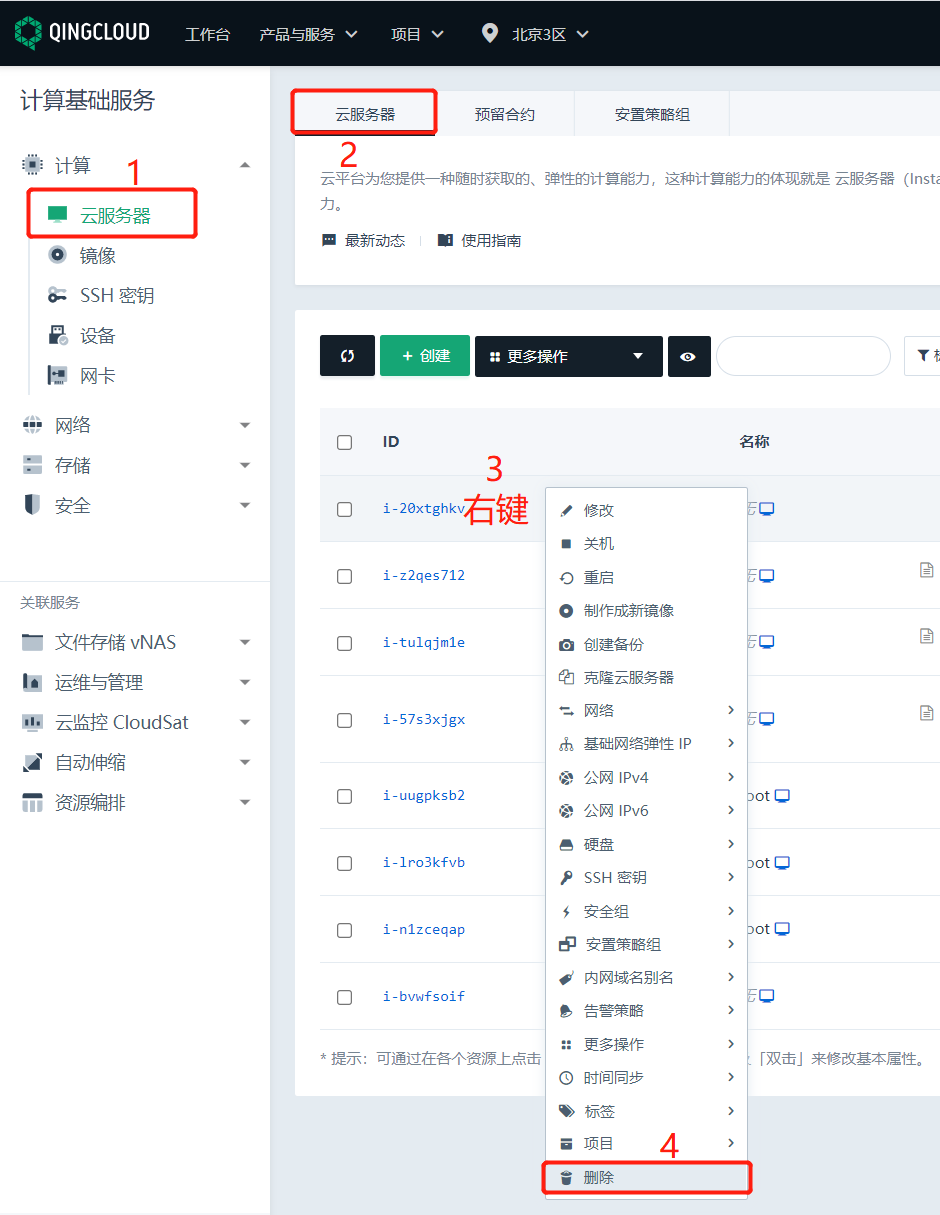 QINGCLOUD 工作台 产品与服务 项目 北京3区
计算基础服务
计算
1
云服务器
镜像
SSH 密钥
设备
网卡
网络
存储
安全
关联服务
文件存储 vNAS
运维与管理
云监控 CloudSat
自动伸缩
资源编排
云服务器 预留合约 安置策略组
2
云平台为您提供一种随时获取的、弹性的计算能力，这种计算能力的体现就是 云服务器（Insta
力。
最新动态 使用指南
+ 创建 更多操作
ID 名称
3
右键
i-20xtghkv
i-z2qes712
i-tulqjm1e
i-57s3xjgx
i-uugpksb2 oot
i-lro3kfvb oot
i-n1zceqap oot
i-bvwfsoif
* 提示：可通过在各个资源上点击 「双击」来修改基本属性。
修改
关机
重启
制作成新镜像
创建备份
克隆云服务器
网络
基础网络弹性 IP
公网 IPv4
公网 IPv6
硬盘
SSH 密钥
安全组
安置策略组
内网域名别名
告警策略
更多操作
时间同步
标签
项目
4
删除